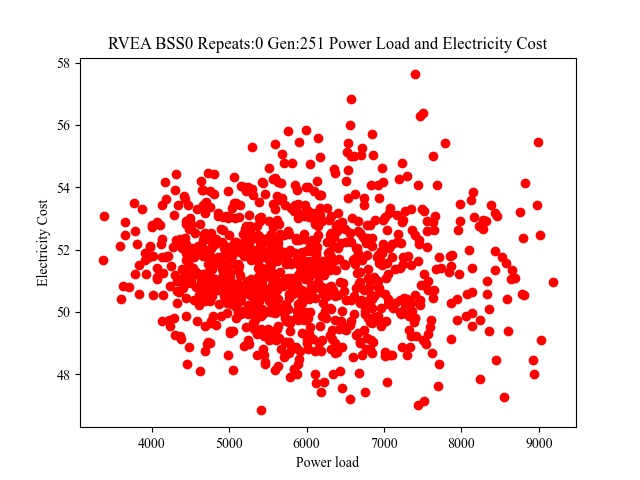 RVEA BSS0 Repeats:0 Gen:251 Power Load and Electricity Cost
58
56
54
52
50
48
Electricity Cost
4000 5000 6000 7000 8000 9000
Power load